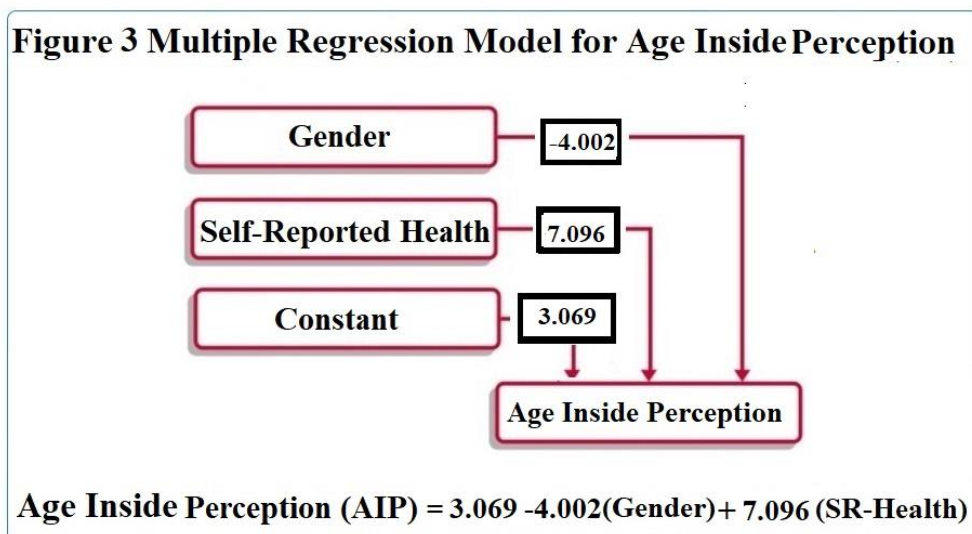 Figure 3 Multiple Regression Model for Age Inside Perception
Gender
-4.002
Self-Reported Health
7.096
Constant
3.069
Age Inside Perception
Age Inside Perception (AIP) = 3.069 -4.002(Gender)+ 7.096 (SR-Health)